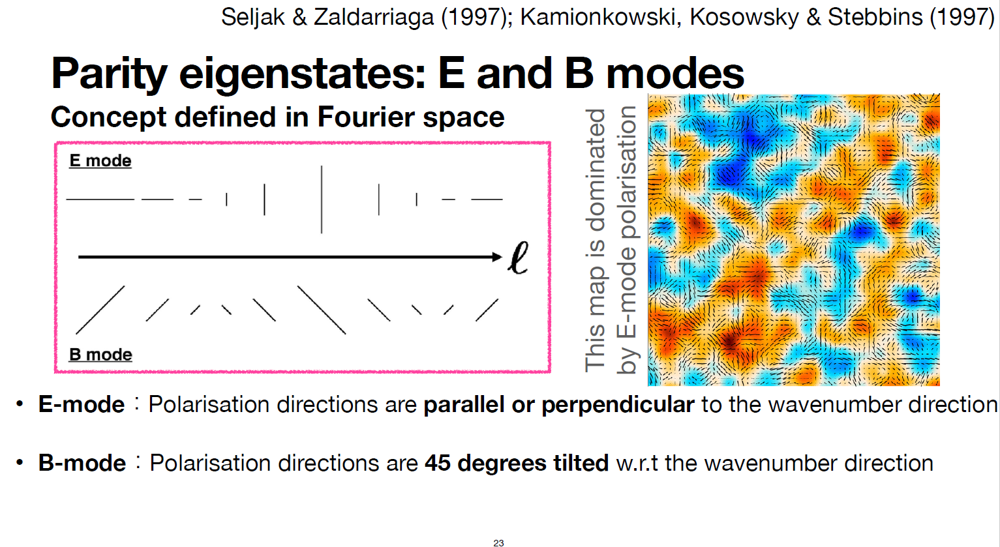 Seljak & Zaldarriaga (1997); Kamionkowski, Kosowsky & Stebbins (1997)
Parity eigenstates: E and B modes
Concept defined in Fourier space
E mode
ℓ
B mode
This map is dominated
by E-mode polarisation
• E-mode：Polarisation directions are parallel or perpendicular to the wavenumber direction
• B-mode：Polarisation directions are 45 degrees tilted w.r.t the wavenumber direction
23